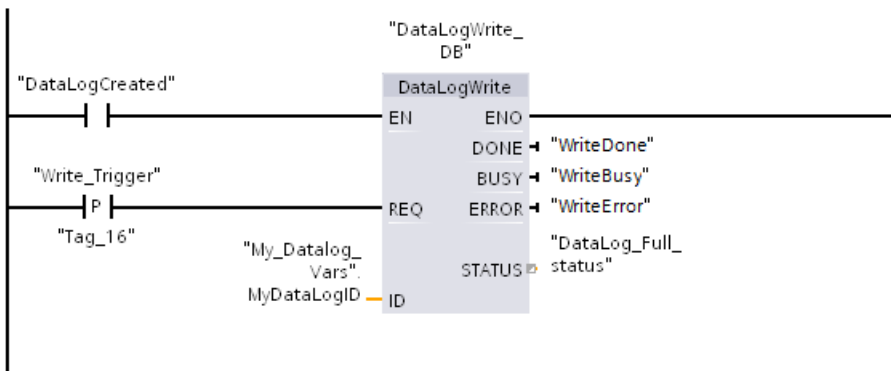 "DataLogWrite_
DB"
"DataLogCreated"
DataLogWrite
EN ENO
DONE "WriteDone"
"Write_Trigger"
BUSY "WriteBusy"
P
REQ ERROR "WriteError"
"Tag_16"
"My_Datalog_
Vars".
MyDataLogID
"DataLog_Full_
STATUS status"
ID